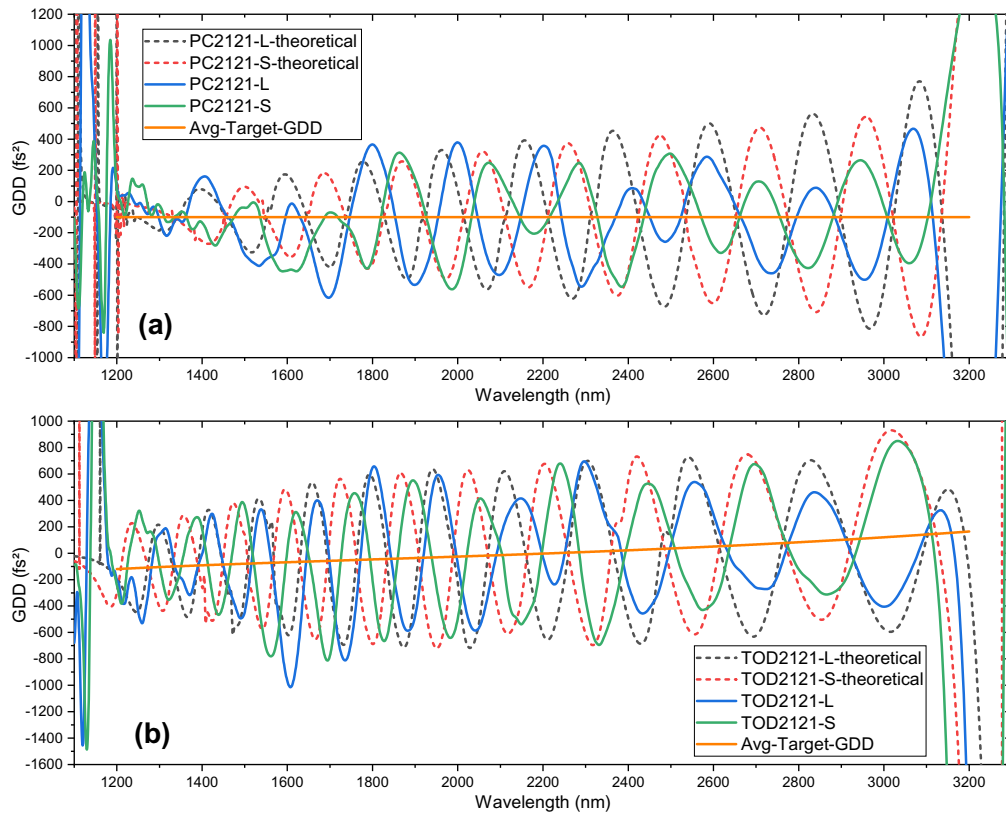 1200
1000
800
600
400
200
0
-200
-400
-600
-800
-1000
GDD (fs²)
PC2121-L-theoretical
PC2121-S-theoretical
PC2121-L
PC2121-S
Avg-Target-GDD
(a)
1200 1400 1600 1800 2000 2200 2400 2600 2800 3000 3200
Wavelength (nm)
1000
800
600
400
200
0
-200
-400
-600
-800
-1000
-1200
-1400
-1600
GDD (fs²)
TOD2121-L-theoretical
TOD2121-S-theoretical
TOD2121-L
TOD2121-S
Avg-Target-GDD
(b)
1200 1400 1600 1800 2000 2200 2400 2600 2800 3000 3200
Wavelength (nm)